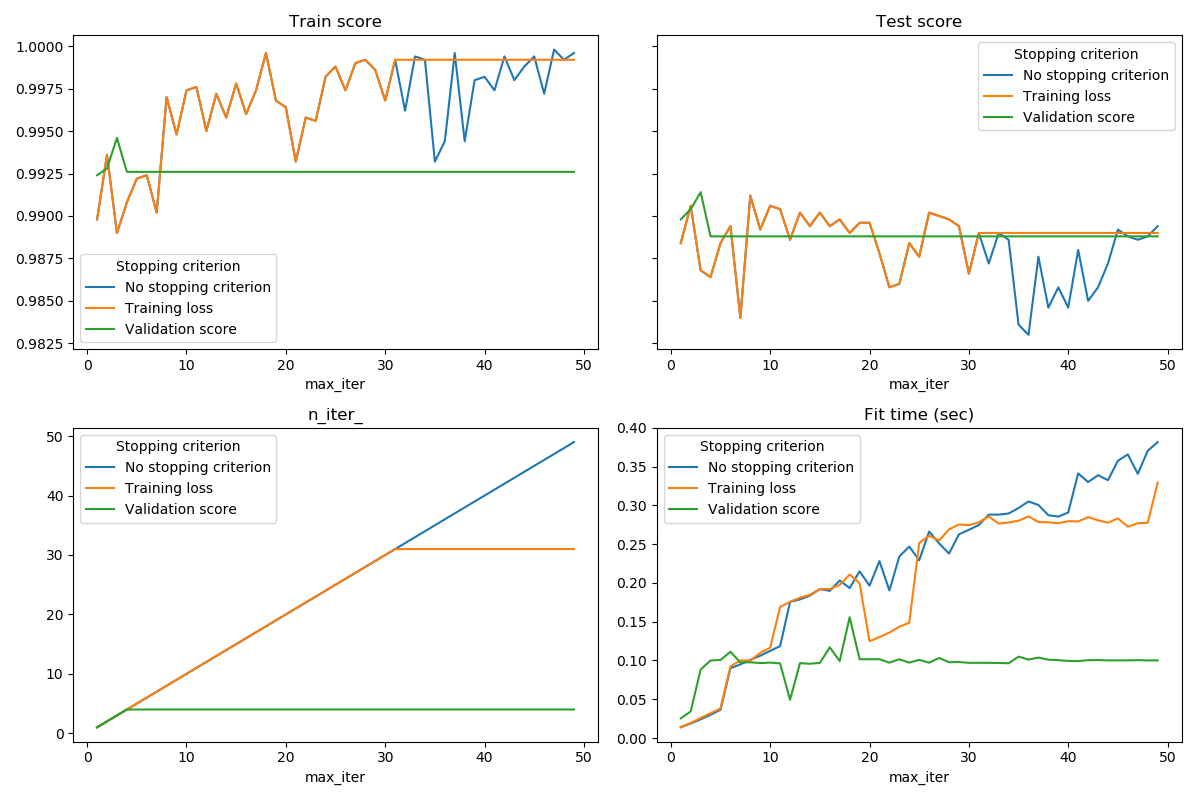 Train score
1.0000
0.9975
0.9950
0.9925
0.9900
0.9875
0.9850
0.9825
Stopping criterion
No stopping criterion
Training loss
Validation score
0 10 20 30 40 50
max_iter
Test score
Stopping criterion
No stopping criterion
Training loss
Validation score
0 10 20 30 40 50
max_iter
n_iter_
50
40
30
20
10
0
Stopping criterion
No stopping criterion
Training loss
Validation score
0 10 20 30 40 50
max_iter
Fit time (sec)
0.40
0.35
0.30
0.25
0.20
0.15
0.10
0.05
0.00
Stopping criterion
No stopping criterion
Training loss
Validation score
0 10 20 30 40 50
max_iter